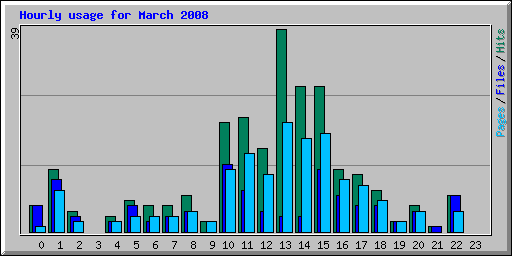 Hourly usage for March 2008
39
Pages / Files / Hits
0 1 2 3 4 5 6 7 8 9 10 11 12 13 14 15 16 17 18 19 20 21 22 23